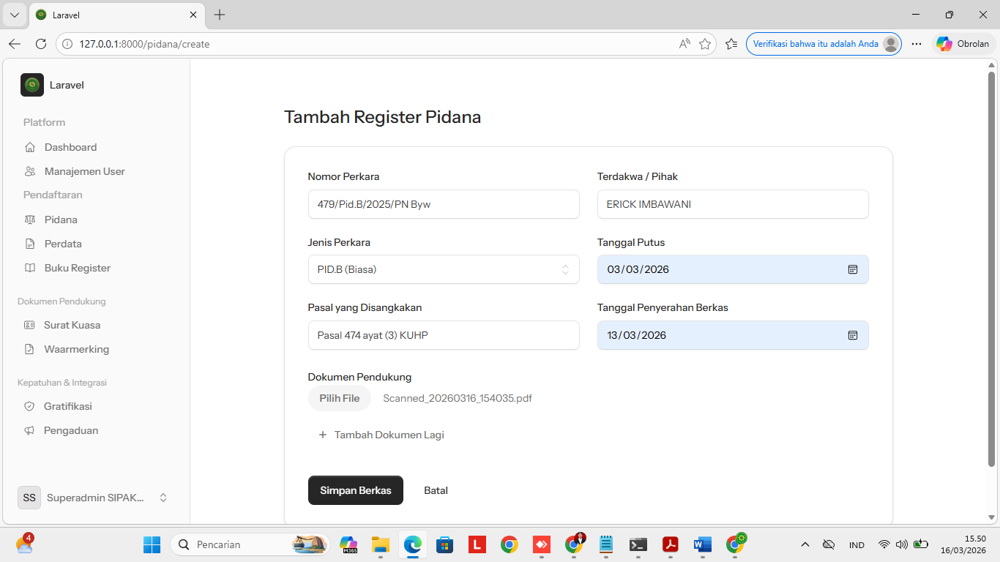 Laravel
127.0.0.1:8000/pidana/create
Verifikasi bahwa itu adalah Anda
Obrolan
Laravel
Platform
Dashboard
Manajemen User
Pendaftaran
Pidana
Perdata
Buku Register
Dokumen Pendukung
Surat Kuasa
Waarmerking
Kepatuhan & Integrasi
Gratifikasi
Pengaduan
SS Superadmin SIPAK...
Tambah Register Pidana
Nomor Perkara
479/Pid.B/2025/PN Byw
Terdakwa / Pihak
ERICK IMBAWANI
Jenis Perkara
PID.B (Biasa)
Tanggal Putus
03/03/2026
Pasal yang Disangkakan
Pasal 474 ayat (3) KUHP
Tanggal Penyerahan Berkas
13/03/2026
Dokumen Pendukung
Pilih File Scanned_20260316_154035.pdf
+ Tambah Dokumen Lagi
Simpan Berkas Batal
4
Pencarian
M365
L
IND
15.50
16/03/2026